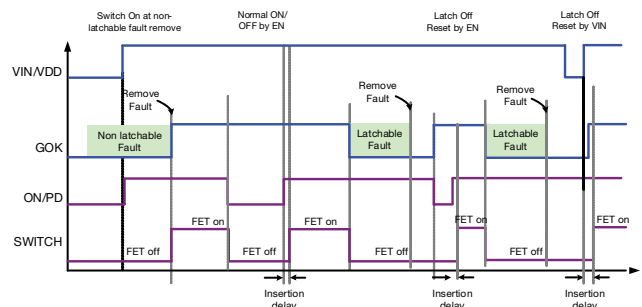 Switch On at non-
latchable fault remove
Normal ON/
OFF by EN
Latch Off
Reset by EN
Latch Off
Reset by VIN
VIN/VDD
Remove
Fault
Remove
Fault
Remove
Fault
Non latchable
Fault
Latchable
Fault
Latchable
Fault
GOK
ON/PD
FET on
FET on
FET on
FET on
SWITCH
FET off
FET off
FET off
FET off
Insertion
delay
Insertion
delay
Insertion
delay